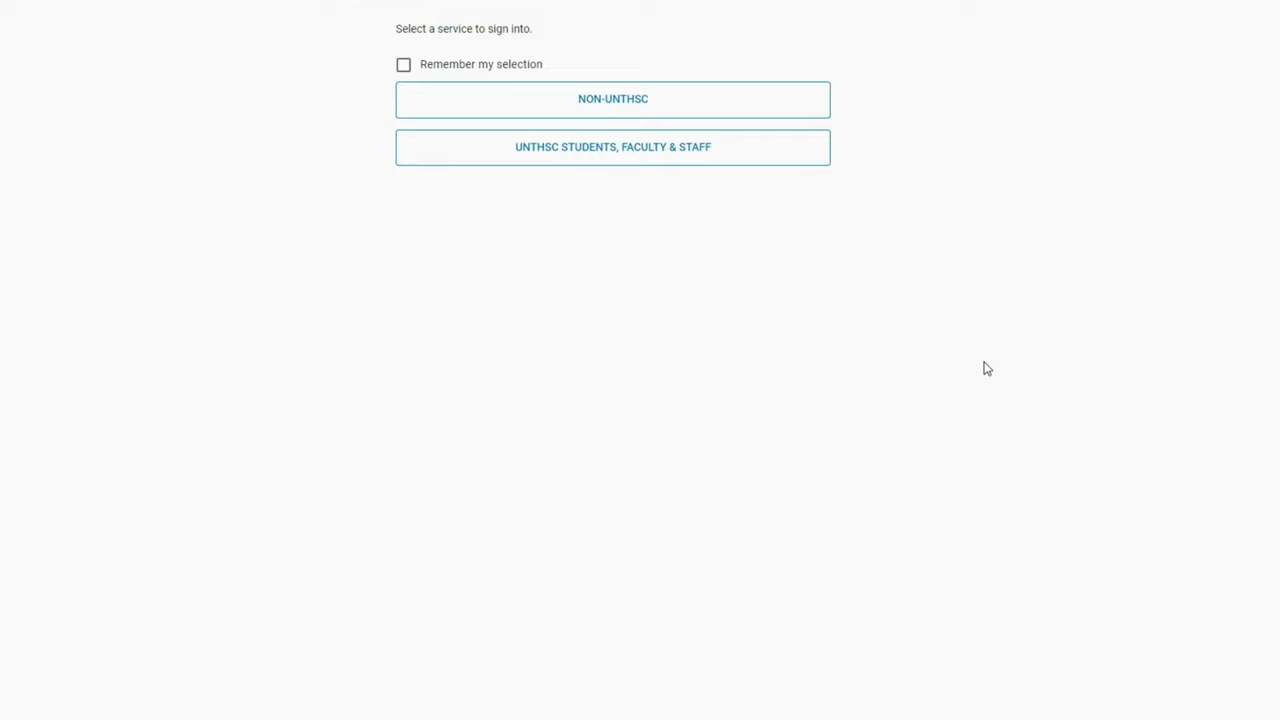 Select a service to sign into.
Remember my selection
NON-UNTHSC
UNTHSC STUDENTS, FACULTY & STAFF